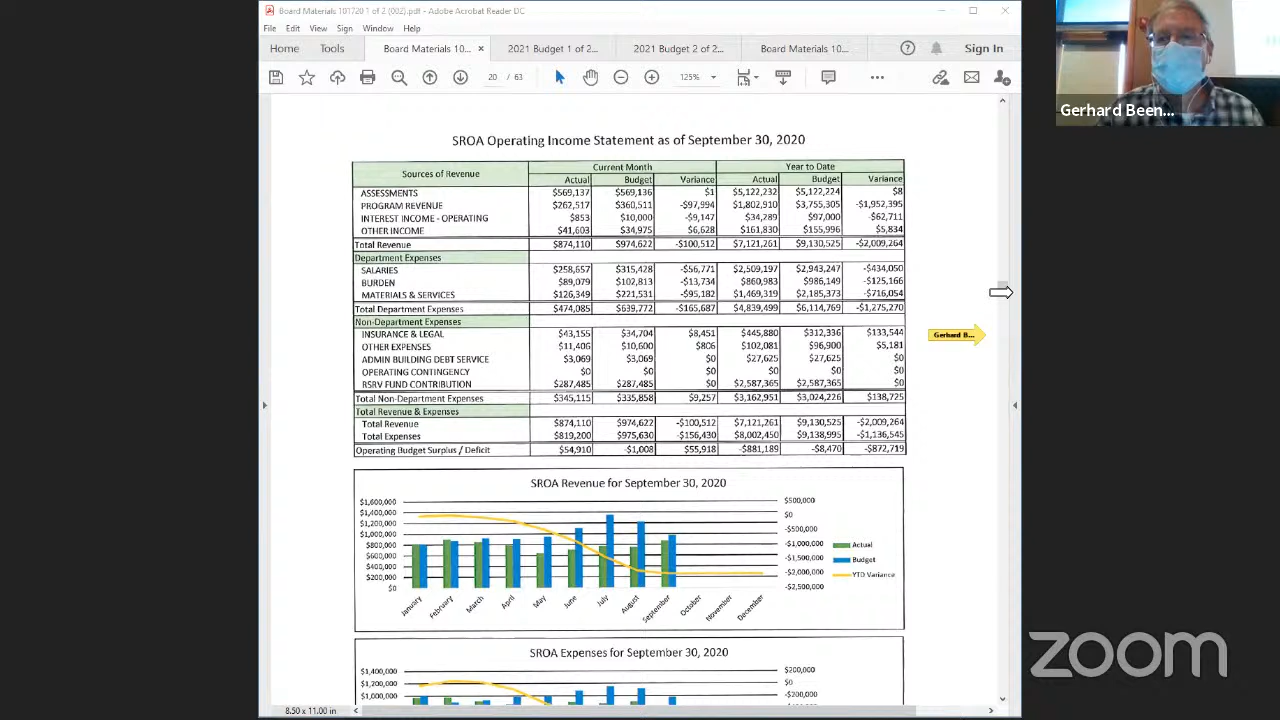 Board Materials 101720 1 of 2 (002).pdf - Adobe Acrobat Reader DC
File Edit View Sign Window Help
Home Tools Board Materials 10... × 2021 Budget 1 of 2... 2021 Budget 2 of 2... Board Materials 10... Sign In
20 / 63 125%
Gerhard Been...
SROA Operating Income Statement as of September 30, 2020
Sources of Revenue Current Month Year to Date
Actual Budget Variance Actual Budget Variance
ASSESSMENTS $569,137 $569,136 $1 $5,122,232 $5,122,224 $8
PROGRAM REVENUE $262,517 $360,511 -$97,994 $1,802,910 $3,755,305 -$1,952,395
INTEREST INCOME - OPERATING $853 $10,000 -$9,147 $34,289 $97,000 -$62,711
OTHER INCOME $41,603 $34,975 $6,628 $161,830 $155,996 $5,834
Total Revenue $874,110 $974,622 -$100,512 $7,121,261 $9,130,525 -$2,009,264
Department Expenses
SALARIES $258,657 $315,428 -$56,771 $2,509,197 $2,943,247 -$434,050
BURDEN $89,079 $102,813 -$13,734 $860,983 $986,149 -$125,166
MATERIALS & SERVICES $126,349 $221,531 -$95,182 $1,469,319 $2,185,373 -$716,054
Total Department Expenses $474,085 $639,772 -$165,687 $4,839,499 $6,114,769 -$1,275,270
Non-Department Expenses
INSURANCE & LEGAL $43,155 $34,704 $8,451 $445,880 $312,336 $133,544
OTHER EXPENSES $11,406 $10,600 $806 $102,081 $96,900 $5,181
ADMIN BUILDING DEBT SERVICE $3,069 $3,069 $0 $27,625 $27,625 $0
OPERATING CONTINGENCY $0 $0 $0 $0 $0 $0
RSRV FUND CONTRIBUTION $287,485 $287,485 $0 $2,587,365 $2,587,365 $0
Total Non-Department Expenses $345,115 $335,858 $9,257 $3,162,951 $3,024,226 $138,725
Total Revenue & Expenses
Total Revenue $874,110 $974,622 -$100,512 $7,121,261 $9,130,525 -$2,009,264
Total Expenses $819,200 $975,630 -$156,430 $8,002,450 $9,138,995 -$1,136,545
Operating Budget Surplus / Deficit $54,910 -$1,008 $55,918 -$881,189 -$8,470 -$872,719
Gerhard B...
SROA Revenue for September 30, 2020
$1,600,000 $500,000
$1,400,000 $0
$1,200,000 -$500,000
$1,000,000 -$1,000,000
$800,000 -$1,500,000
$600,000 -$2,000,000
$400,000 -$2,500,000
$200,000
$0
Actual
Budget
YTD Variance
January February March April May June July August September October November December
SROA Expenses for September 30, 2020
$1,400,000 $200,000
$1,200,000 $0
$1,000,000 -$200,000
8.50 x 11.00 in
zoom